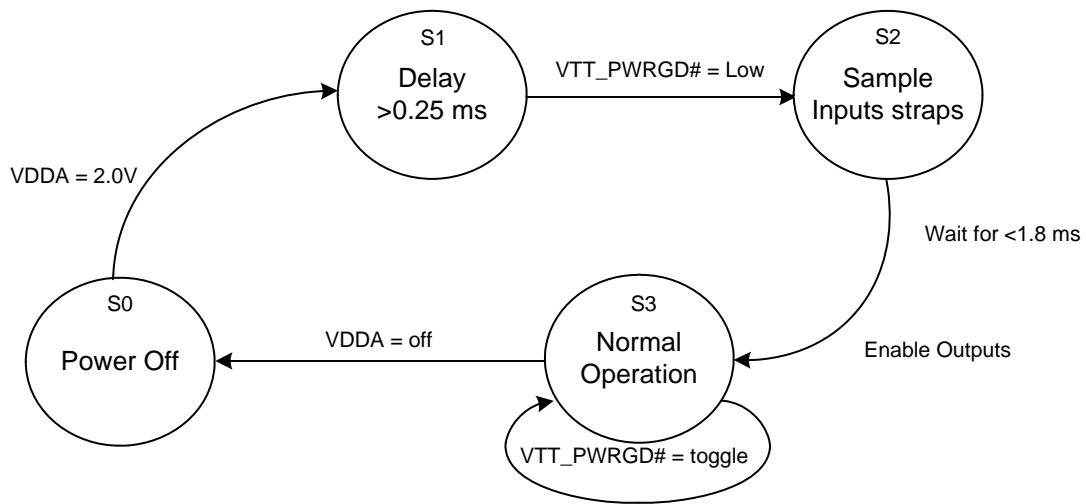 S1
Delay
>0.25 ms
VTT_PWRGD# = Low
S2
Sample
Inputs straps
VDDA = 2.0V
Wait for <1.8 ms
S0
Power Off
VDDA = off
S3
Normal
Operation
Enable Outputs
VTT_PWRGD# = toggle